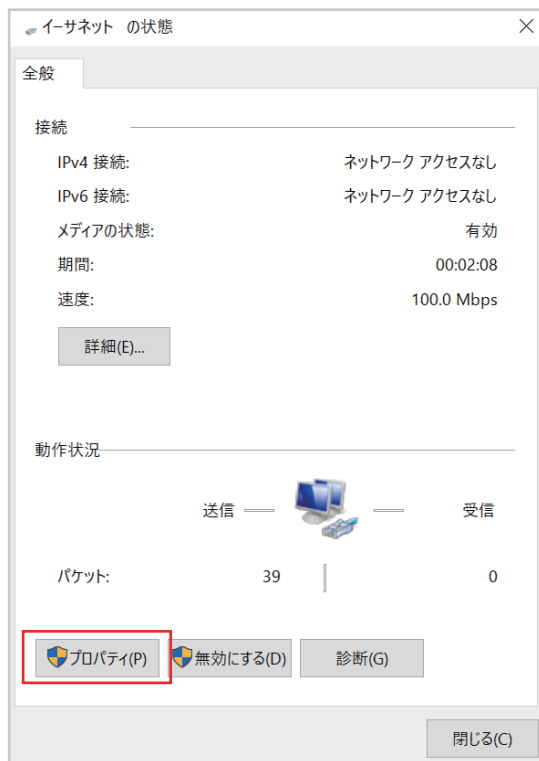 イーサネット の状態
全般
接続
IPv4 接続: ネットワーク アクセスなし
IPv6 接続: ネットワーク アクセスなし
メディアの状態: 有効
期間: 00:02:08
速度: 100.0 Mbps
詳細(E)...
動作状況
送信 受信
パケット: 39 0
プロパティ(P) 無効にする(D) 診断(G)
閉じる(C)